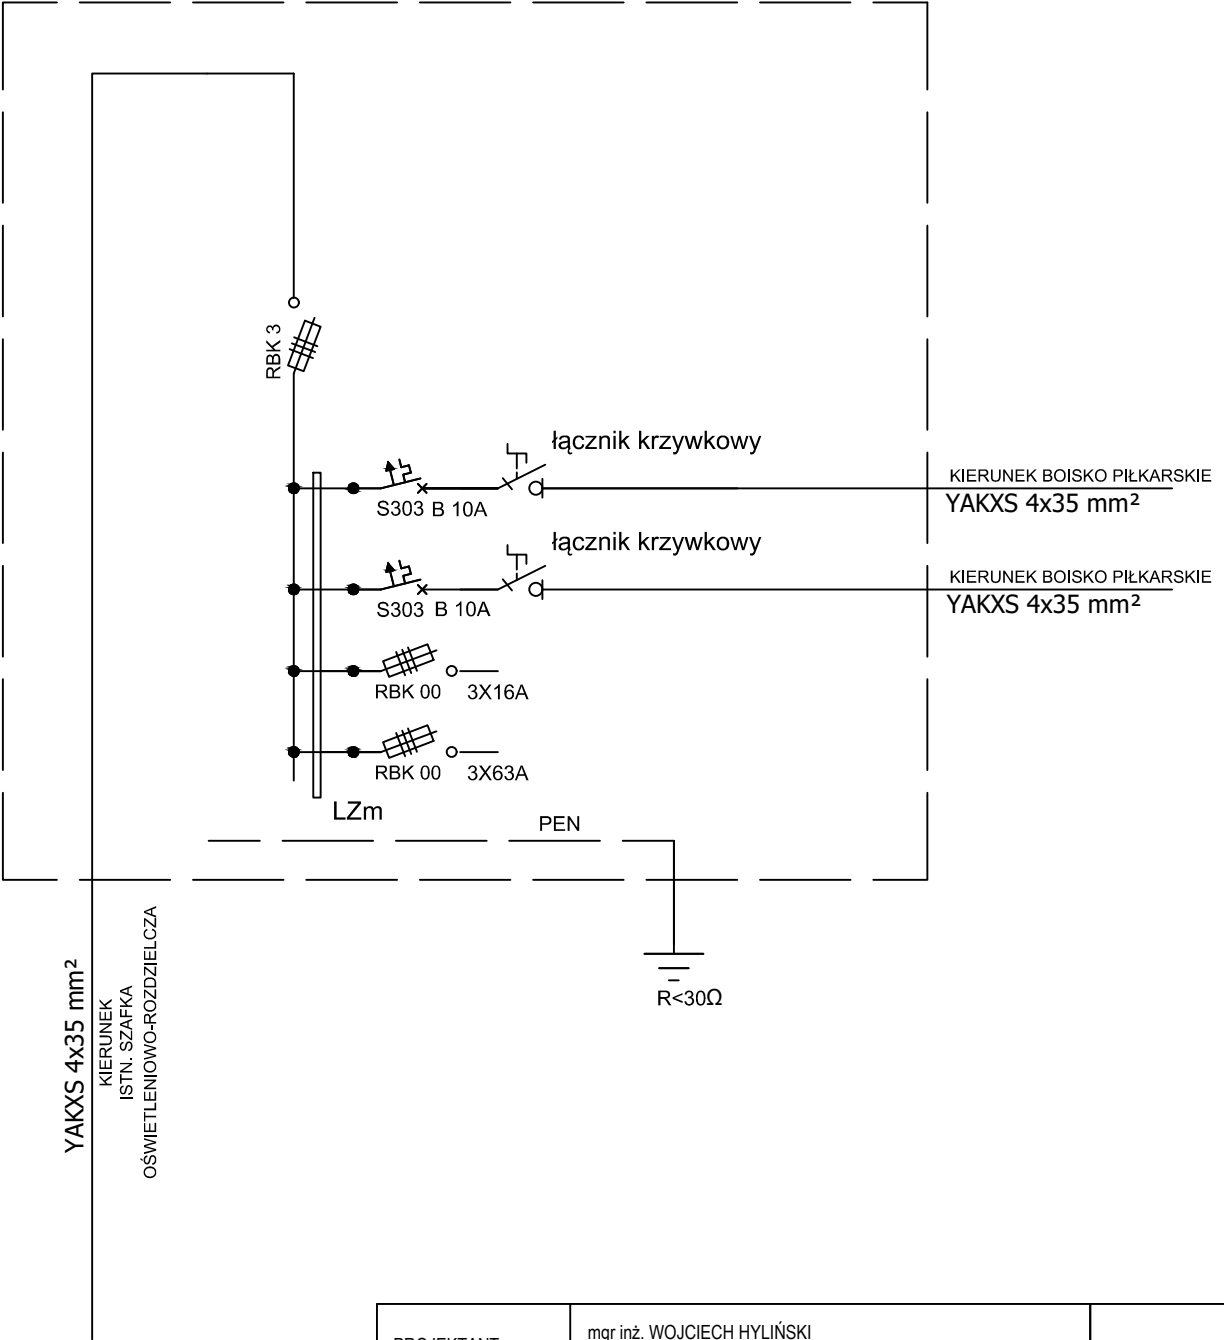 RBK 3
łącznik krzywkowy
S303 B 10A
KIERUNEK BOISKO PIŁKARSKIE
YAKXS 4x35 mm²
łącznik krzywkowy
S303 B 10A
KIERUNEK BOISKO PIŁKARSKIE
YAKXS 4x35 mm²
RBK 00 3X16A
RBK 00 3X63A
LZm
PEN
R<30Ω
YAKXS 4x35 mm²
KIERUNEK
ISTN. SZAFKA
OŚWIETLENIOWO-ROZDZIELCZA
PROJEKTANT
mgr inż. WOJCIECH HYLIŃSKI